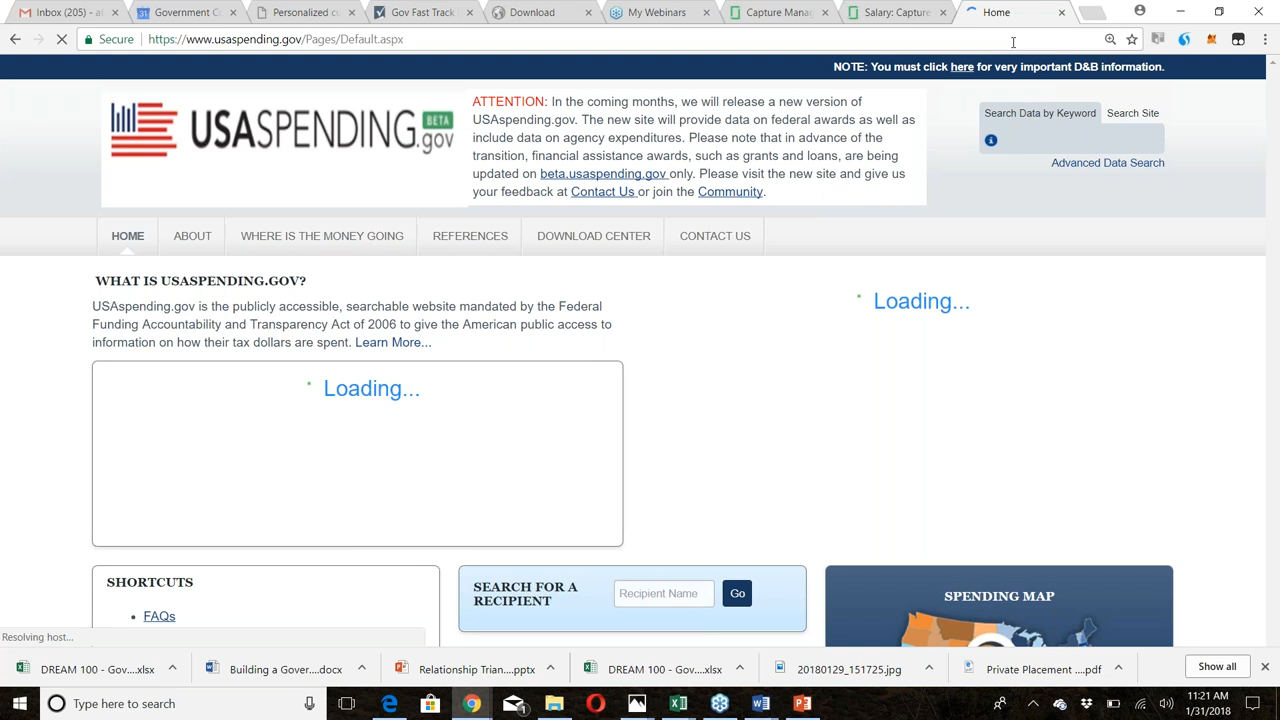 Inbox (205) - al
Government Co
Personalized cu
Gov Fast Track
Download
My Webinars
Capture Mana
Salary: Capture
Home
Secure
https://www.usaspending.gov/Pages/Default.aspx
NOTE: You must click here for very important D&B information.
USASPENDING.gov BETA
ATTENTION: In the coming months, we will release a new version of
USAspending.gov. The new site will provide data on federal awards as well as
include data on agency expenditures. Please note that in advance of the
transition, financial assistance awards, such as grants and loans, are being
updated on beta.usaspending.gov only. Please visit the new site and give us
your feedback at Contact Us or join the Community.
Search Data by Keyword
Search Site
Advanced Data Search
HOME
ABOUT
WHERE IS THE MONEY GOING
REFERENCES
DOWNLOAD CENTER
CONTACT US
WHAT IS USASPENDING.GOV?
USAspending.gov is the publicly accessible, searchable website mandated by the Federal
Funding Accountability and Transparency Act of 2006 to give the American public access to
information on how their tax dollars are spent. Learn More...
Loading...
Loading...
SHORTCUTS
• FAQs
SEARCH FOR A
RECIPIENT
Recipient Name
Go
SPENDING MAP
Resolving host...
DREAM 100 - Gov....xlsx
Building a Gover....docx
Relationship Trian....pptx
DREAM 100 - Gov....xlsx
20180129_151725.jpg
Private Placement ....pdf
Show all
Type here to search
11:21 AM
1/31/2018